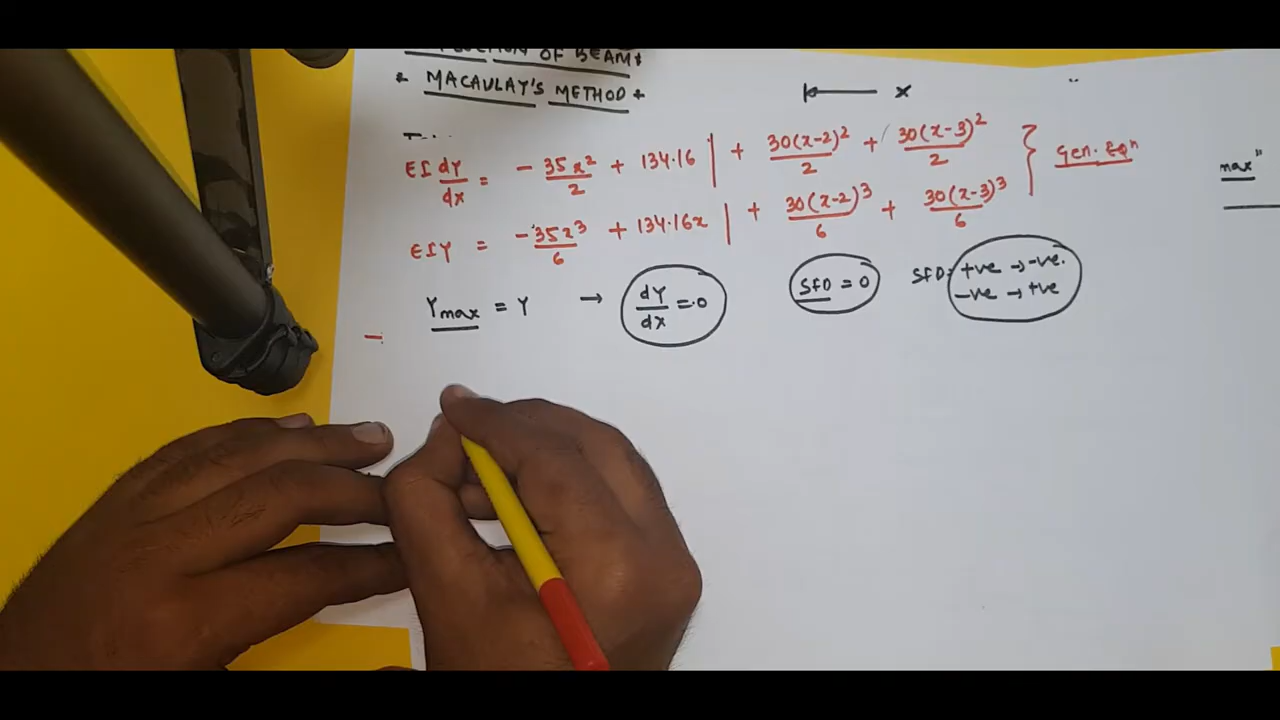 OF BEAM
* MACAULAY'S METHOD *
x
EI dY/dx = - 35x²/2 + 134.16 | + 30(x-2)²/2 + 30(x-3)²/2 } Gen. Eqⁿ
EIY = - 35x³/6 + 134.16x | + 30(x-2)³/6 + 30(x-3)³/6
max"
Ymax = Y → dY/dx = 0 SFD = 0 SFD: +ve → -ve.
-ve → +ve